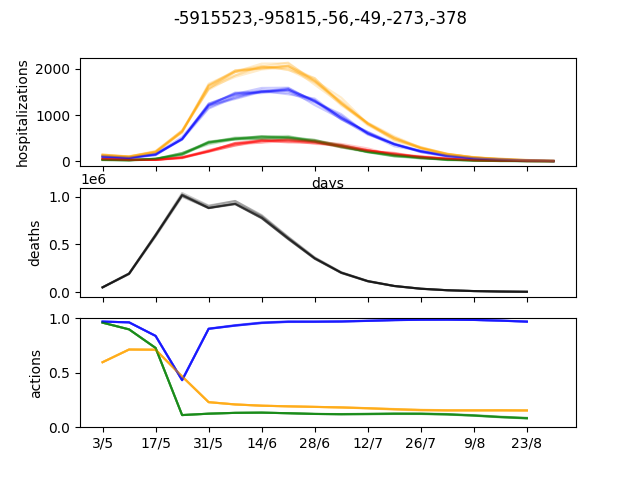 -5915523,-95815,-56,-49,-273,-378
2000
1000
0
hospitalizations
days
1e6
1.0
0.5
0.0
deaths
1.0
0.5
0.0
actions
3/5 17/5 31/5 14/6 28/6 12/7 26/7 9/8 23/8